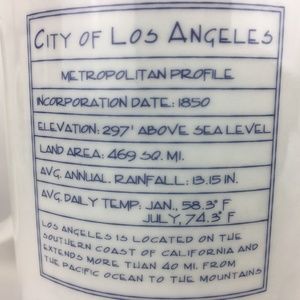 CITY OF LOS ANGELES
METROPOLITAN PROFILE
INCORPORATION DATE: 1850
ELEVATION: 297' ABOVE SEA LEVEL
LAND AREA: 469 SQ. MI.
AVG. ANNUAL. RAINFALL: 13.15 IN.
AVG. DAILY TEMP: JAN., 58.3° F
JULY, 74.3° F
LOS ANGELES IS LOCATED ON THE
SOUTHERN COAST OF CALIFORNIA AND
EXTENDS MORE THAN 40 MI. FROM
THE PACIFIC OCEAN TO THE MOUNTAINS